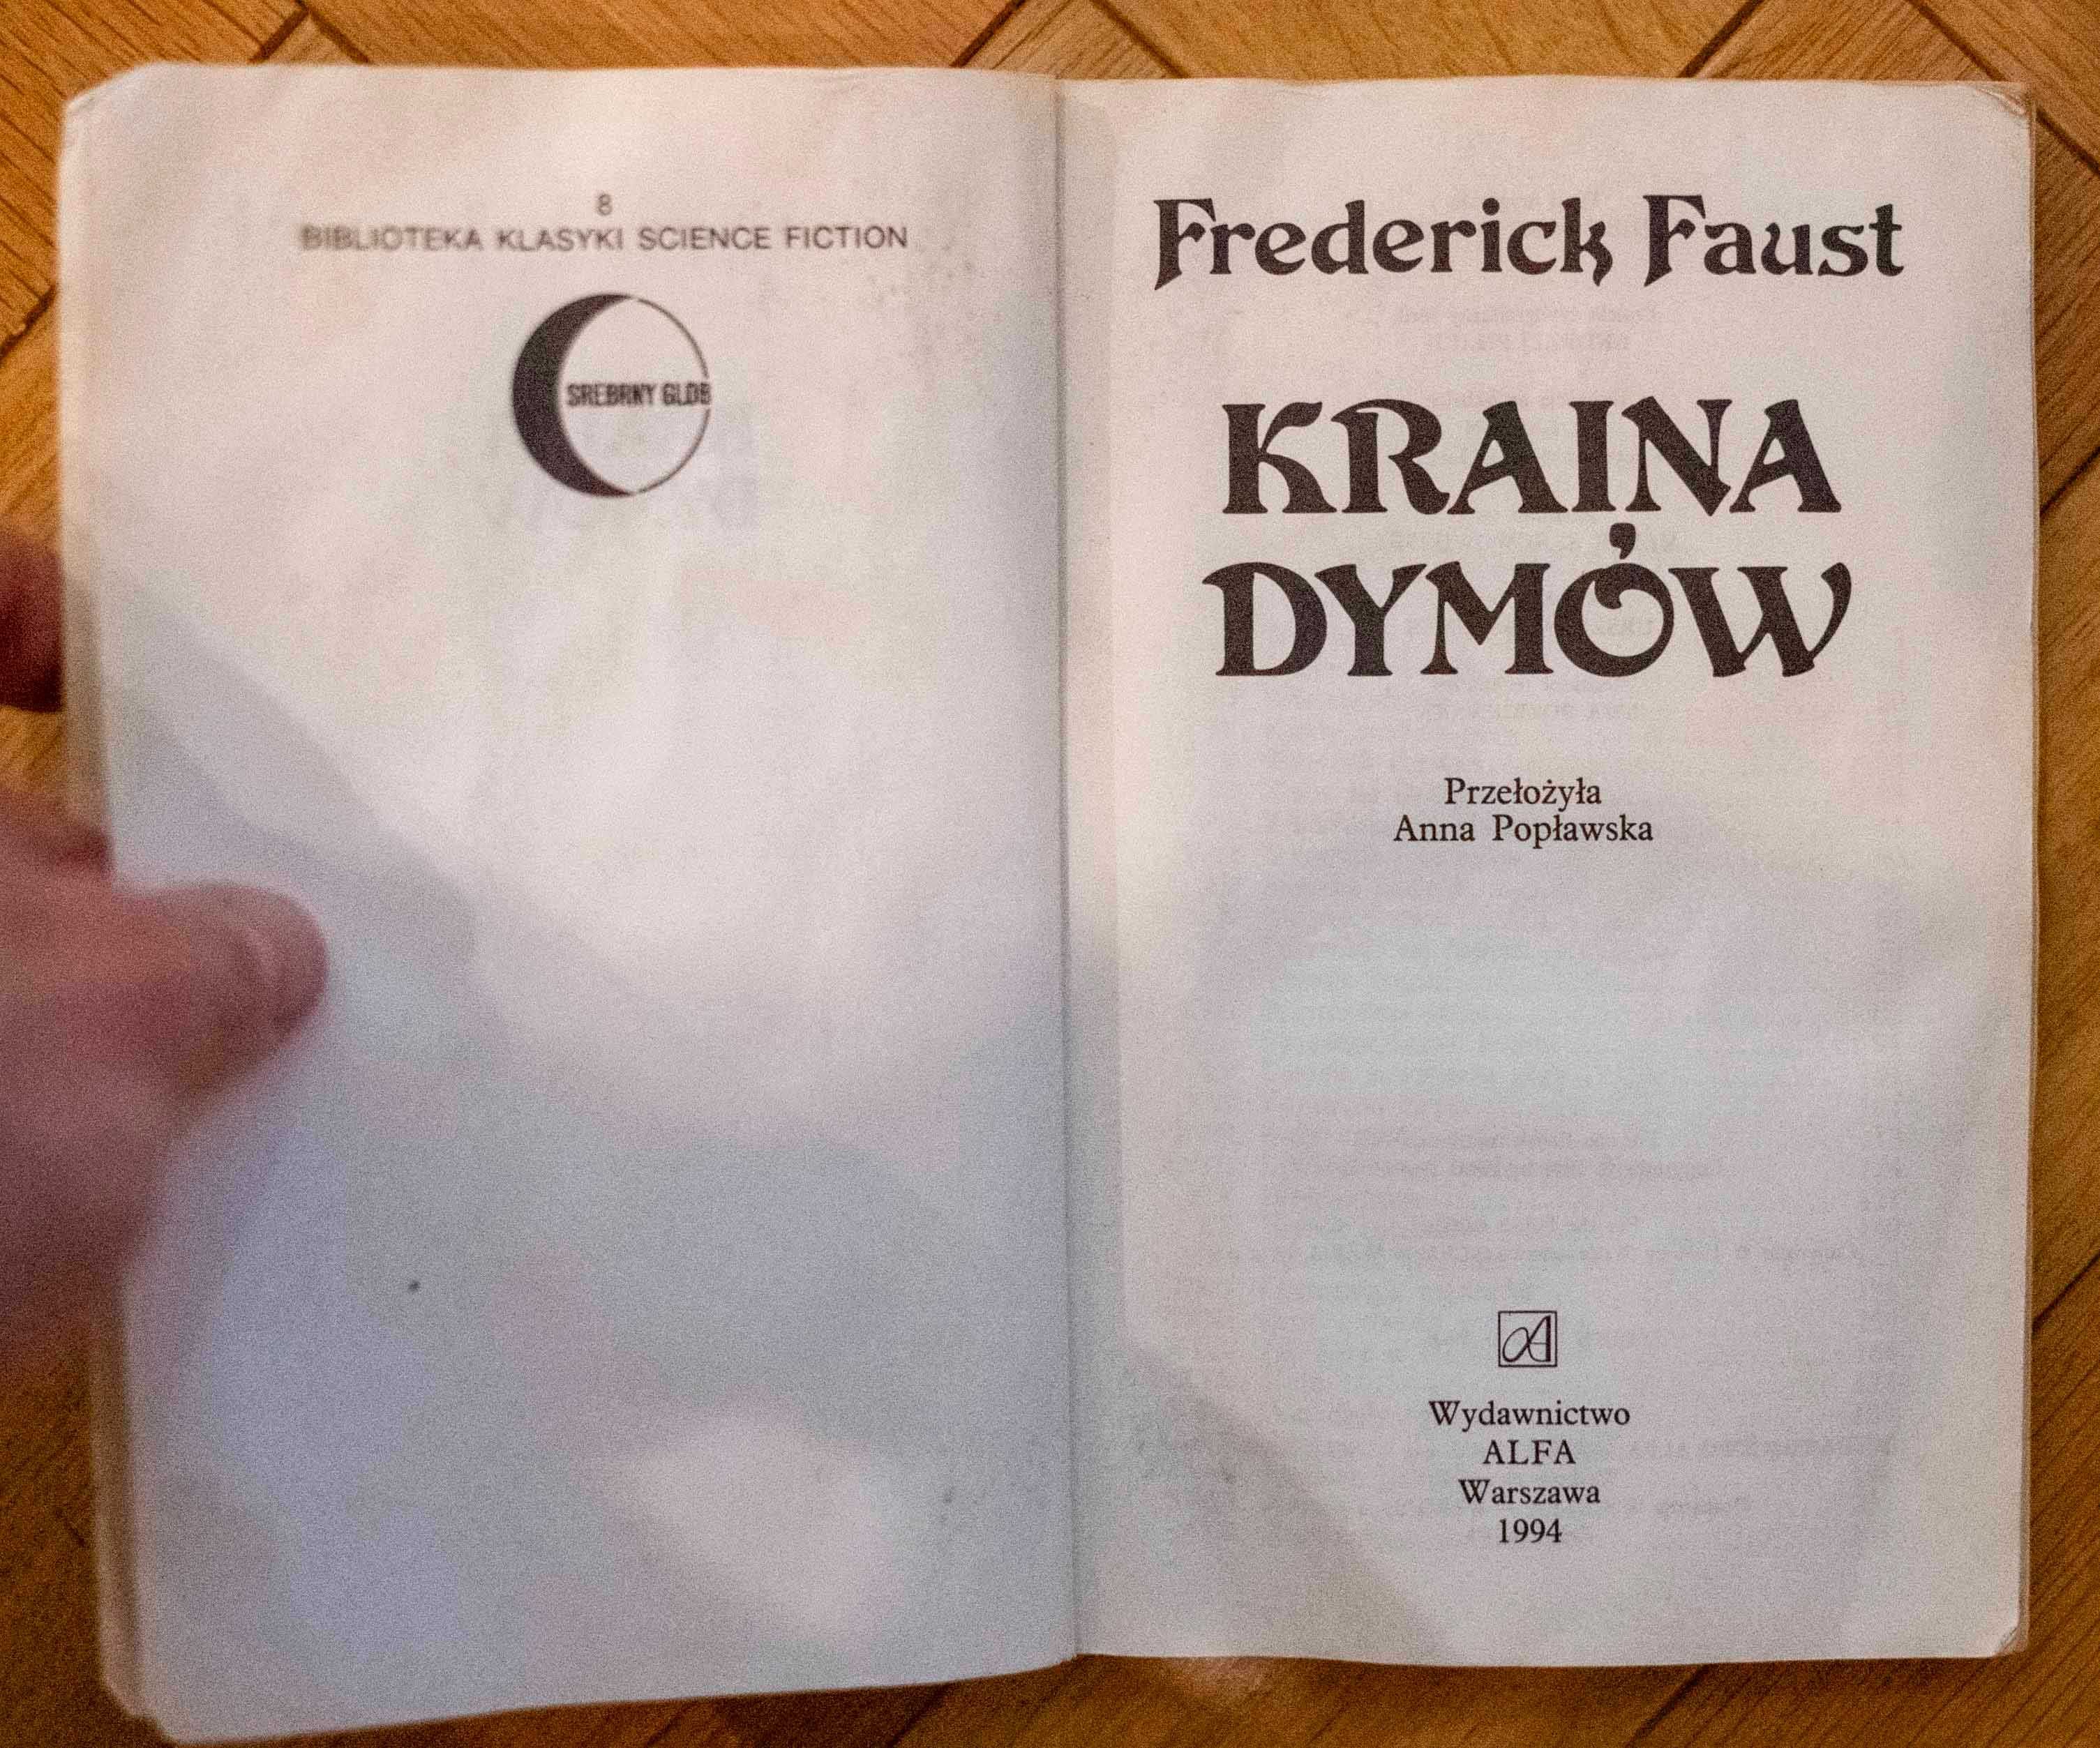 8
BIBLIOTEKA KLASYKI SCIENCE FICTION
SREBRNY GLOB
Frederick Faust
KRAINA
DYMÓW
Przełożyła
Anna Popławska
Wydawnictwo
ALFA
Warszawa
1994